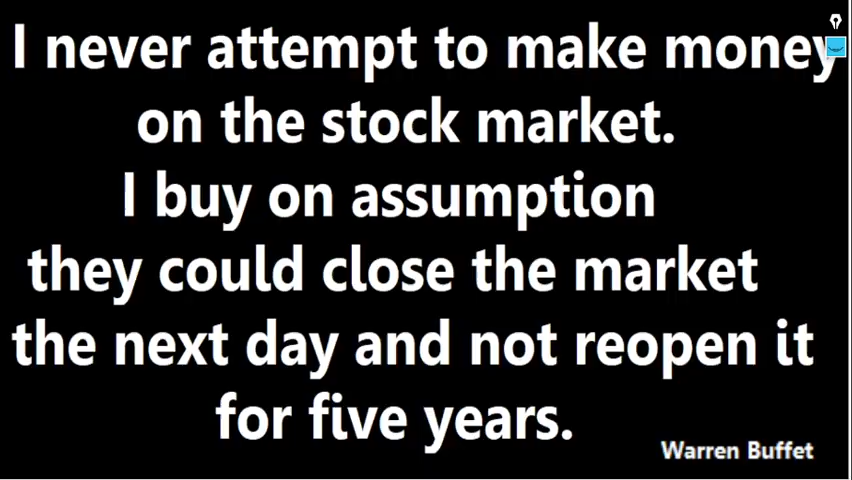 I never attempt to make money
on the stock market.
I buy on assumption
they could close the market
the next day and not reopen it
for five years.
Warren Buffet